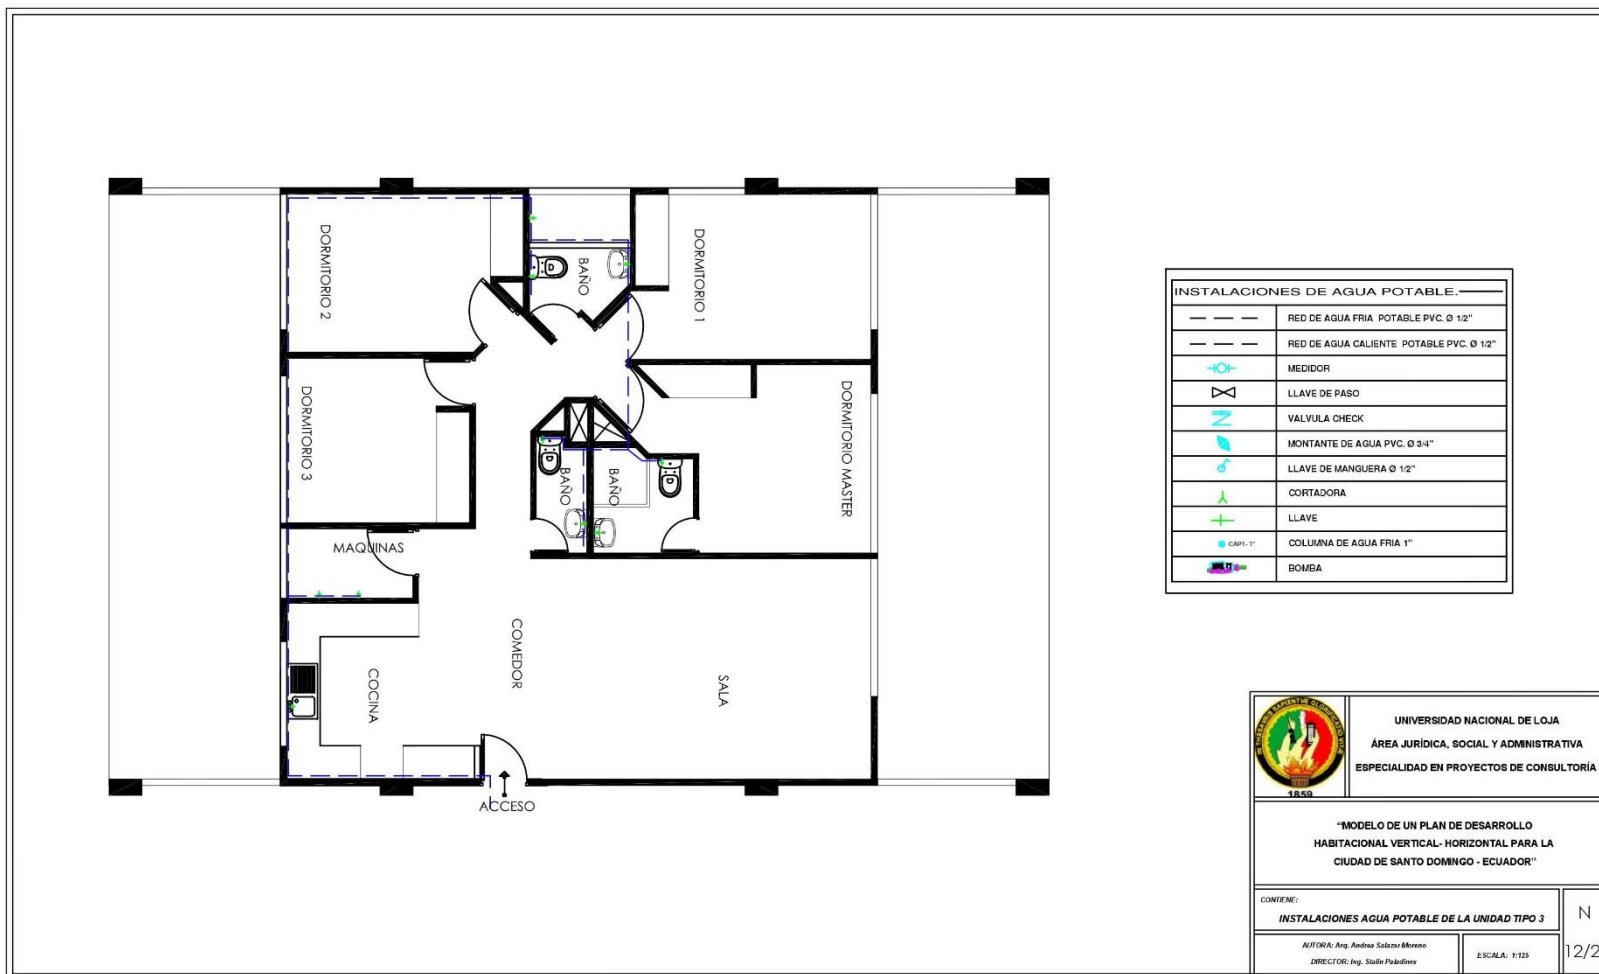 DORMITORIO 2
BAÑO
DORMITORIO 1
DORMITORIO 3
BAÑO
BAÑO
DORMITORIO MASTER
MAQUINAS
COCINA
COMEDOR
SALA
ACCESO
INSTALACIONES DE AGUA POTABLE.
RED DE AGUA FRIA POTABLE PVC. Ø 1/2"
RED DE AGUA CALIENTE POTABLE PVC. Ø 1/2"
MEDIDOR
LLAVE DE PASO
VALVULA CHECK
MONTANTE DE AGUA PVC. Ø 3/4"
LLAVE DE MANGUERA Ø 1/2"
CORTADORA
LLAVE
CAP1- 1" COLUMNA DE AGUA FRIA 1"
BOMBA
1859
UNIVERSIDAD NACIONAL DE LOJA
ÁREA JURÍDICA, SOCIAL Y ADMINISTRATIVA
ESPECIALIDAD EN PROYECTOS DE CONSULTORÍA
"MODELO DE UN PLAN DE DESARROLLO
HABITACIONAL VERTICAL- HORIZONTAL PARA LA
CIUDAD DE SANTO DOMINGO - ECUADOR"
CONTIENE:
INSTALACIONES AGUA POTABLE DE LA UNIDAD TIPO 3
AUTORA: Arq. Andrea Salazar Moreno
DIRECTOR: Ing. Stalin Paladines
ESCALA: 1:125
N
12/2